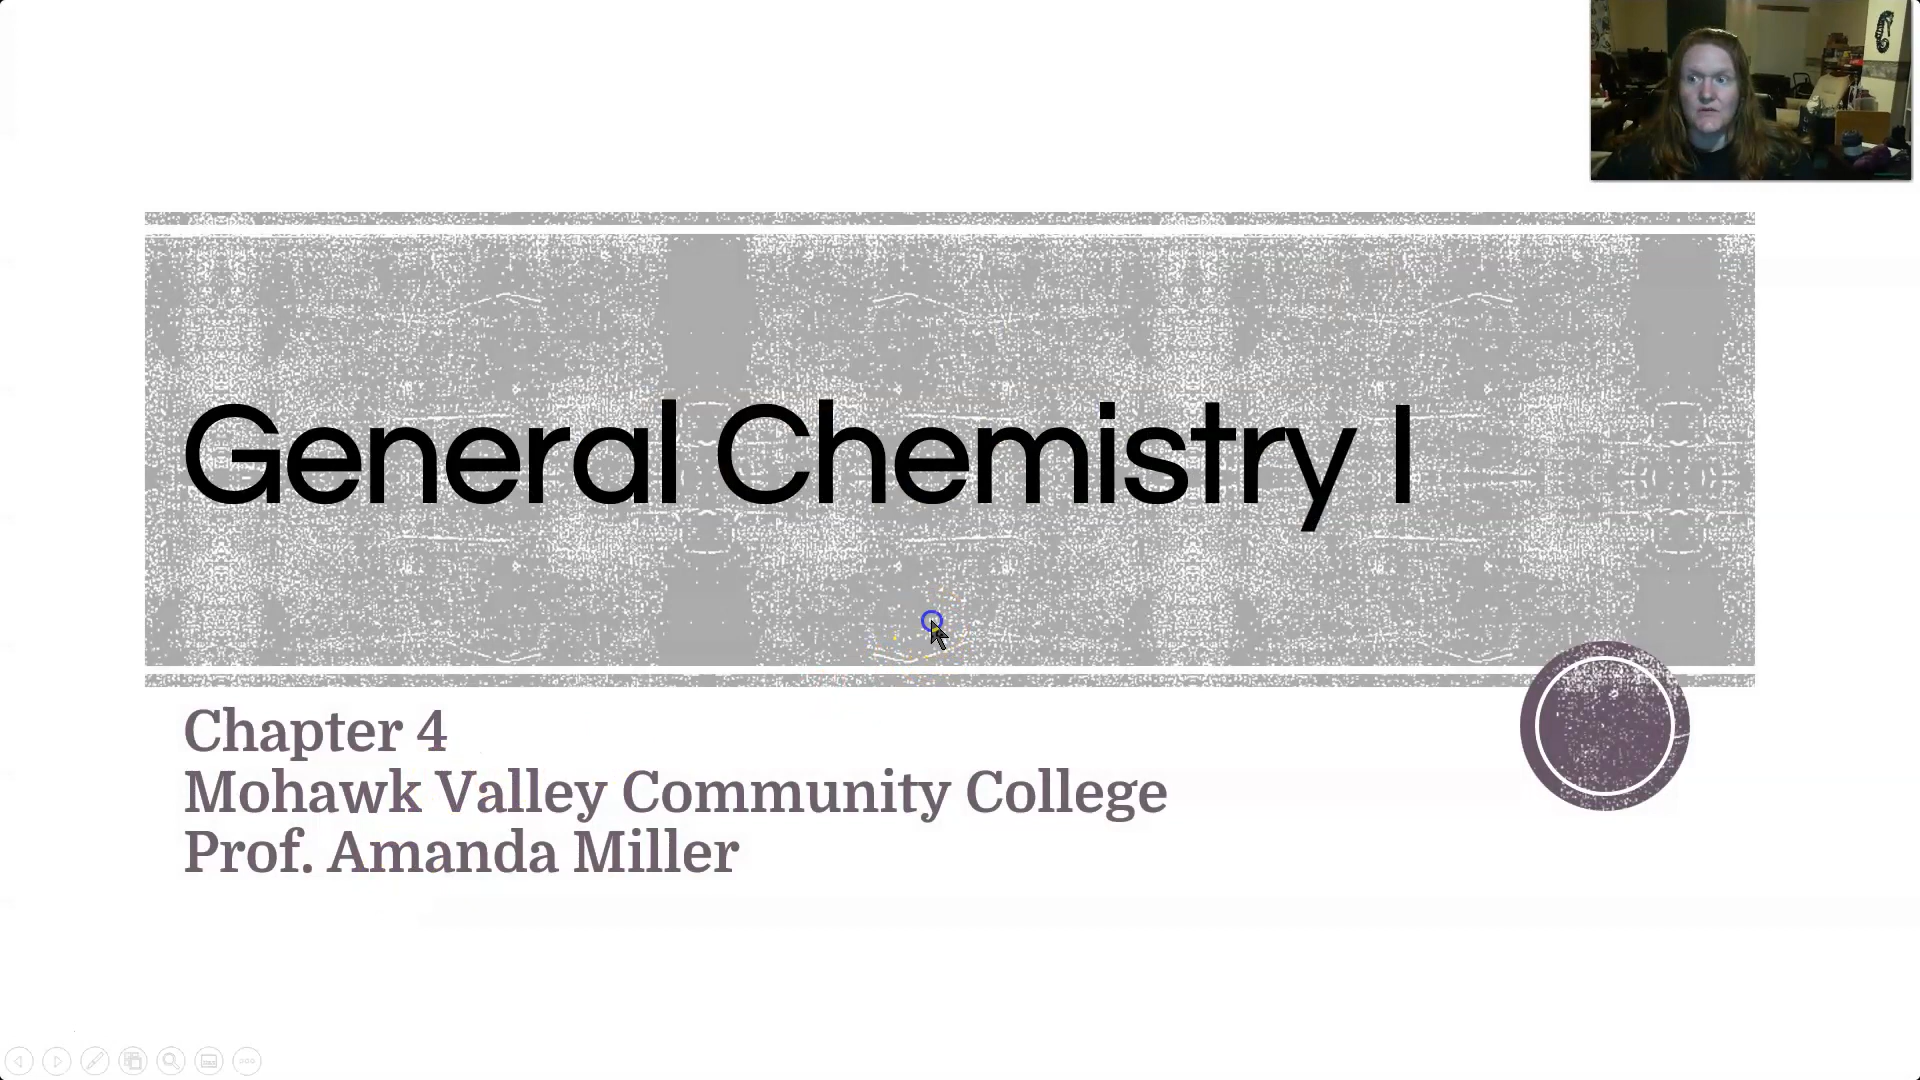 General Chemistry I
Chapter 4
Mohawk Valley Community College
Prof. Amanda Miller